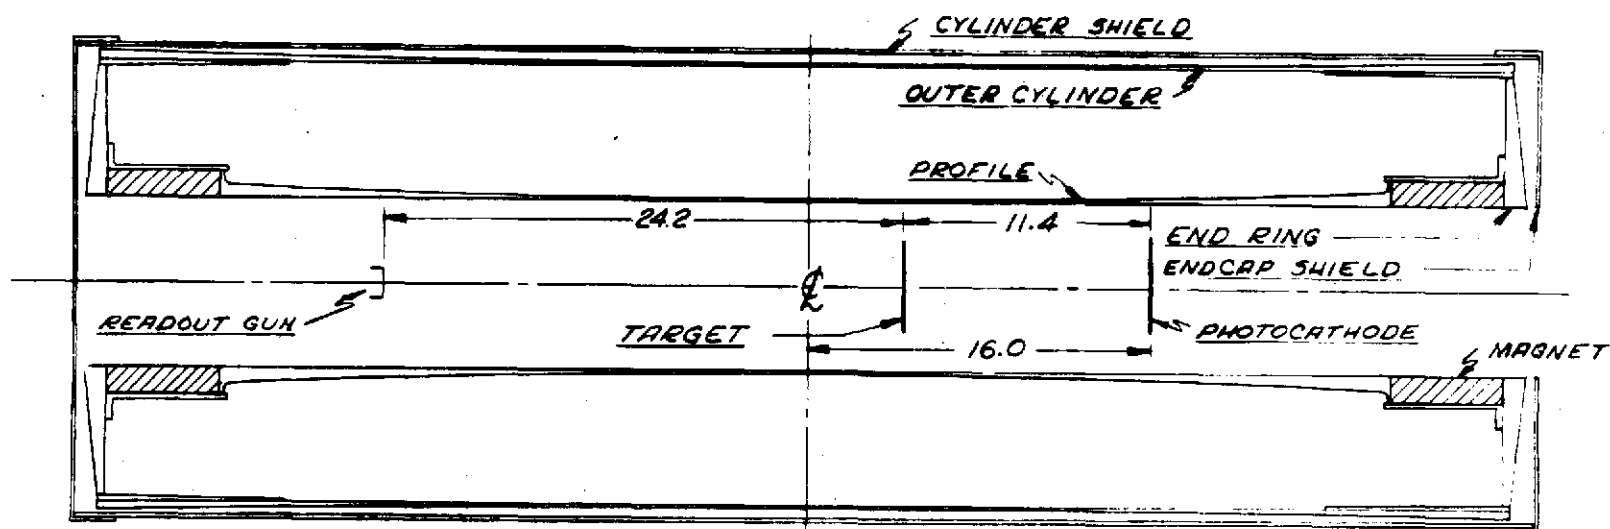 CYLINDER SHIELD
OUTER CYLINDER
PROFILE
24.2
11.4
END RING
ENDCAP SHIELD
℄
READOUT GUN
TARGET
PHOTOCATHODE
16.0
MAGNET